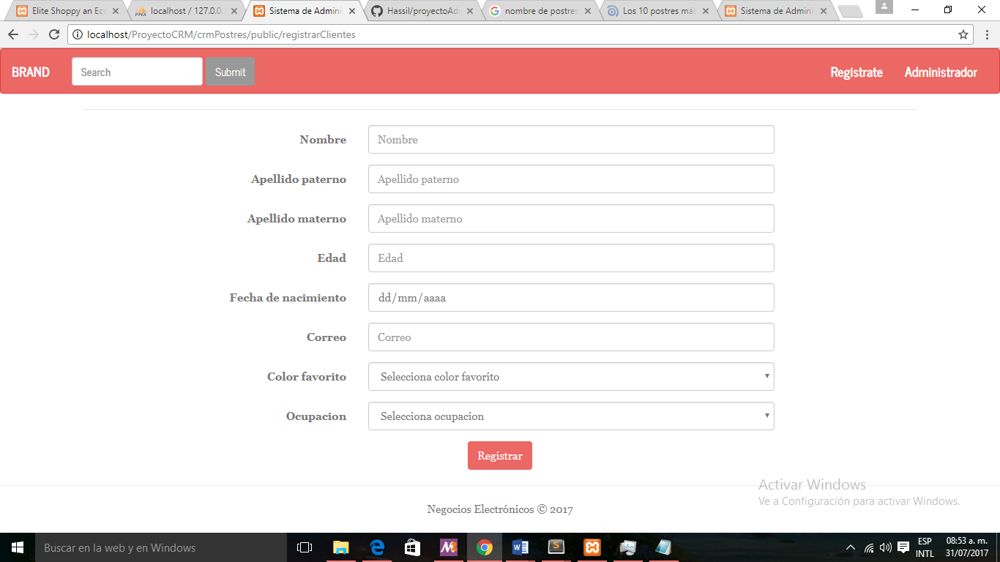 Elite Shoppy an Eco
localhost / 127.0.0.
Sistema de Admini
Hassil/proyectoAdm
nombre de postres
Los 10 postres más
Sistema de Admini
localhost/ProyectoCRM/crmPostres/public/registrarClientes
BRAND
Search
Submit
Registrate
Administrador
Nombre
Nombre
Apellido paterno
Apellido paterno
Apellido materno
Apellido materno
Edad
Edad
Fecha de nacimiento
dd/mm/aaaa
Correo
Correo
Color favorito
Selecciona color favorito
Ocupacion
Selecciona ocupacion
Registrar
Activar Windows
Ve a Configuración para activar Windows.
Negocios Electrónicos © 2017
Buscar en la web y en Windows
ESP
INTL
08:53 a. m.
31/07/2017